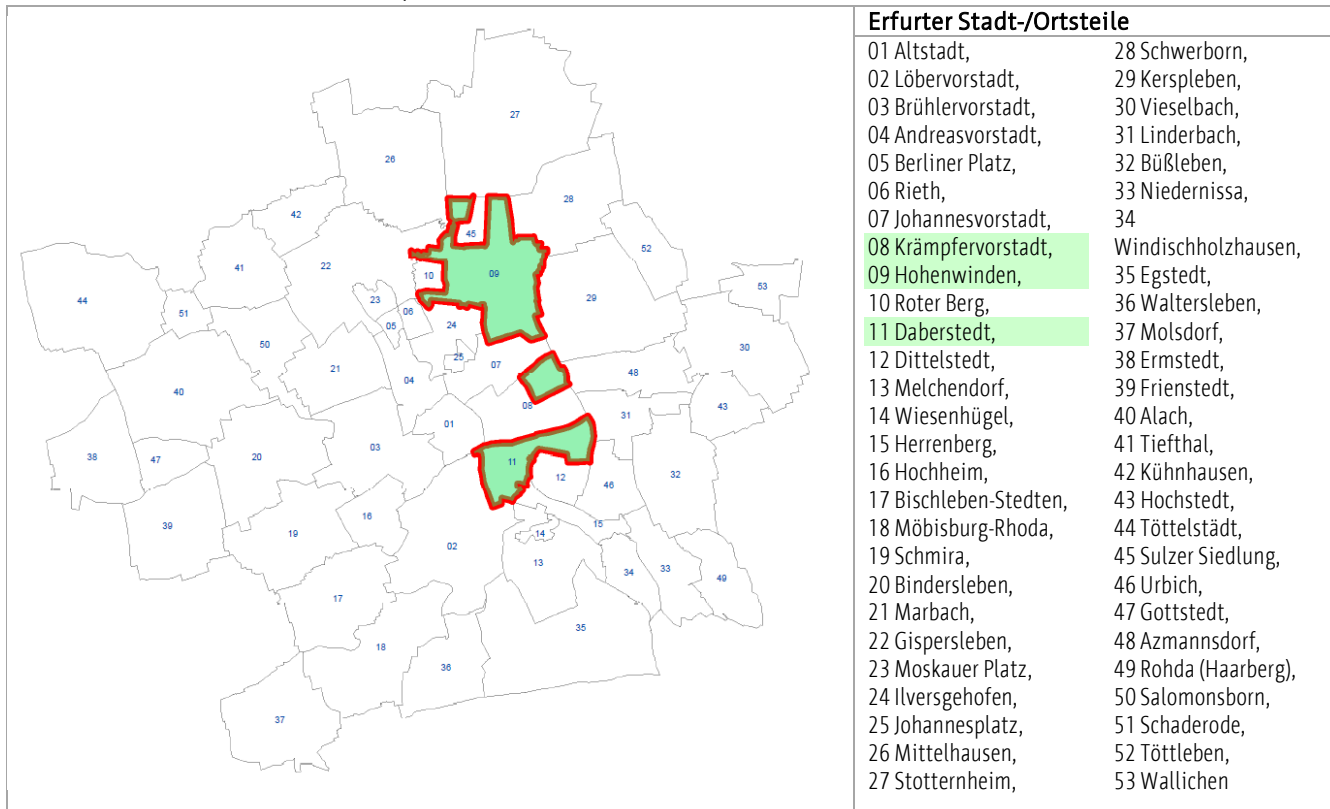 Erfurter Stadt-/Ortsteile
01 Altstadt,
02 Löbervorstadt,
03 Brühlervorstadt,
04 Andreasvorstadt,
05 Berliner Platz,
06 Rieth,
07 Johannesvorstadt,
08 Krämpfervorstadt,
09 Hohenwinden,
10 Roter Berg,
11 Daberstedt,
12 Dittelstedt,
13 Melchendorf,
14 Wiesenhügel,
15 Herrenberg,
16 Hochheim,
17 Bischleben-Stedten,
18 Möbisburg-Rhoda,
19 Schmira,
20 Bindersleben,
21 Marbach,
22 Gispersleben,
23 Moskauer Platz,
24 Ilversgehofen,
25 Johannesplatz,
26 Mittelhausen,
27 Stotternheim,
28 Schwerborn,
29 Kerspleben,
30 Vieselbach,
31 Linderbach,
32 Büßleben,
33 Niedernissa,
34
Windischholzhausen,
35 Egstedt,
36 Waltersleben,
37 Molsdorf,
38 Ermstedt,
39 Frienstedt,
40 Alach,
41 Tiefthal,
42 Kühnhausen,
43 Hochstedt,
44 Töttelstädt,
45 Sulzer Siedlung,
46 Urbich,
47 Gottstedt,
48 Azmannsdorf,
49 Rohda (Haarberg),
50 Salomonsborn,
51 Schaderode,
52 Töttleben,
53 Wallichen
27
26
28
42
45
52
41
22
10
09
53
44
23
29
51
06
05
24
50
30
25
21
07
48
04
40
08
43
31
01
03
38
47
20
11
32
12
46
16
39
15
19
14
02
13
34
33
49
17
35
18
36
37